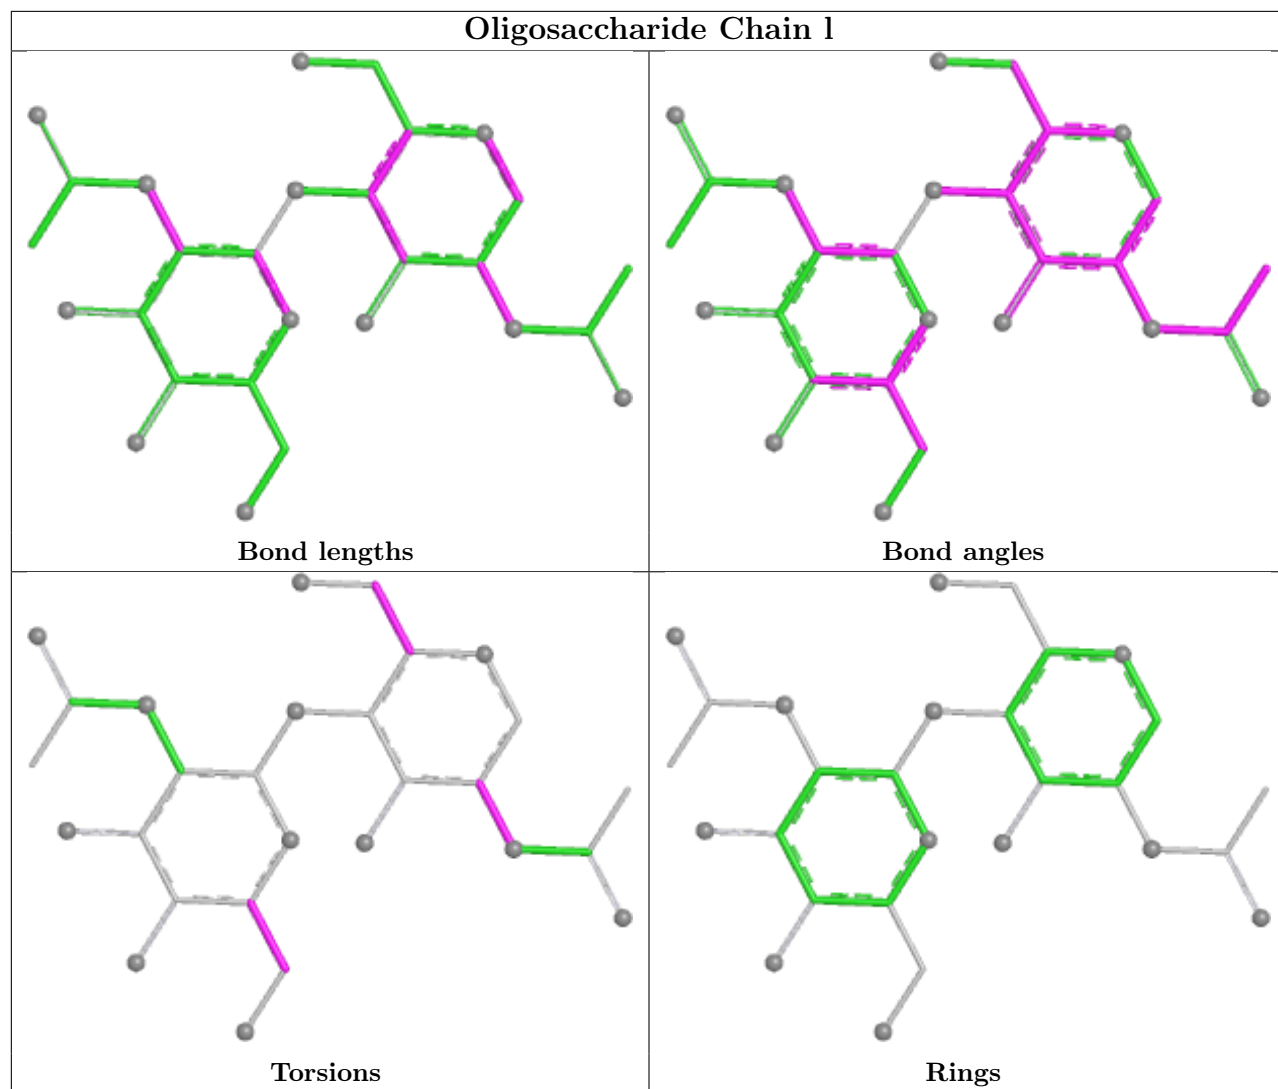 Oligosaccharide Chain l
Bond lengths
Bond angles
Torsions
Rings